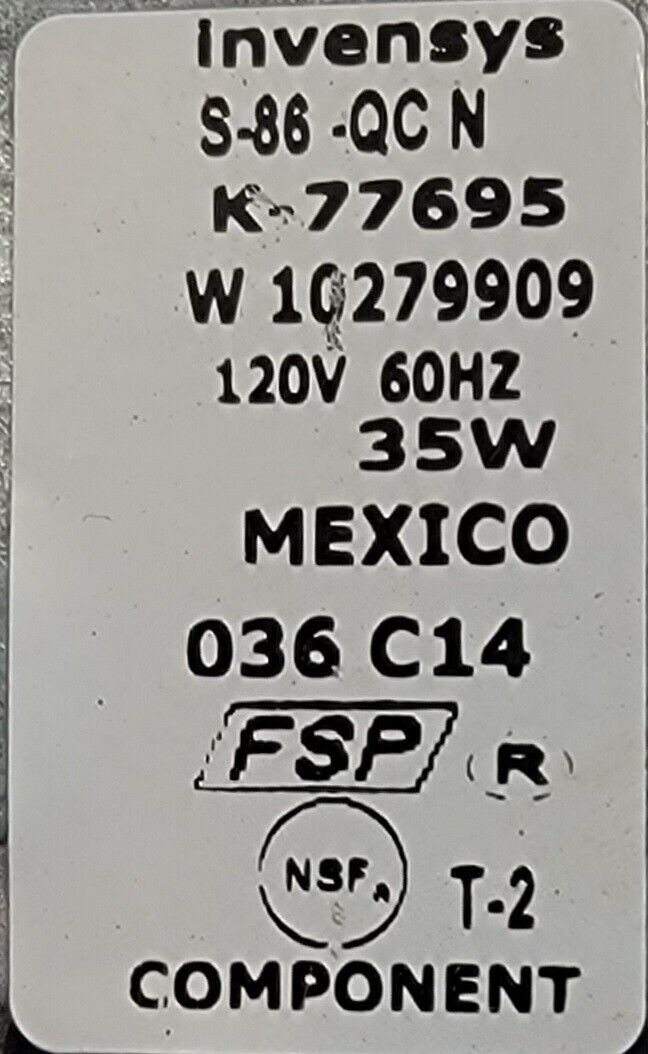 invensys
S-86 -QC N
K-77695
W 10279909
120V 60HZ
35W
MEXICO
036 C14
FSP (R)
NSF® T-2
COMPONENT